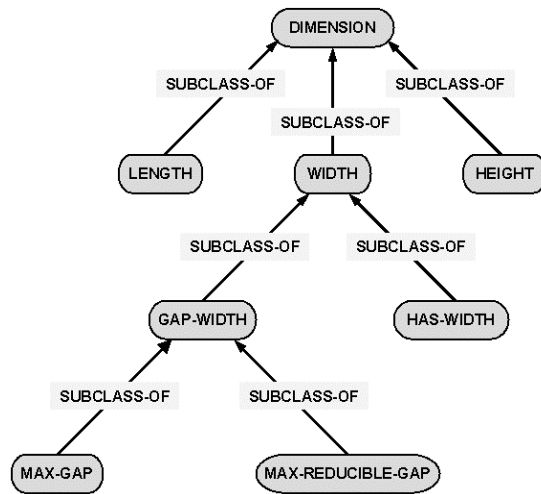 DIMENSION
SUBCLASS-OF
SUBCLASS-OF
SUBCLASS-OF
LENGTH
WIDTH
HEIGHT
SUBCLASS-OF
SUBCLASS-OF
GAP-WIDTH
HAS-WIDTH
SUBCLASS-OF
SUBCLASS-OF
MAX-GAP
MAX-REDUCIBLE-GAP